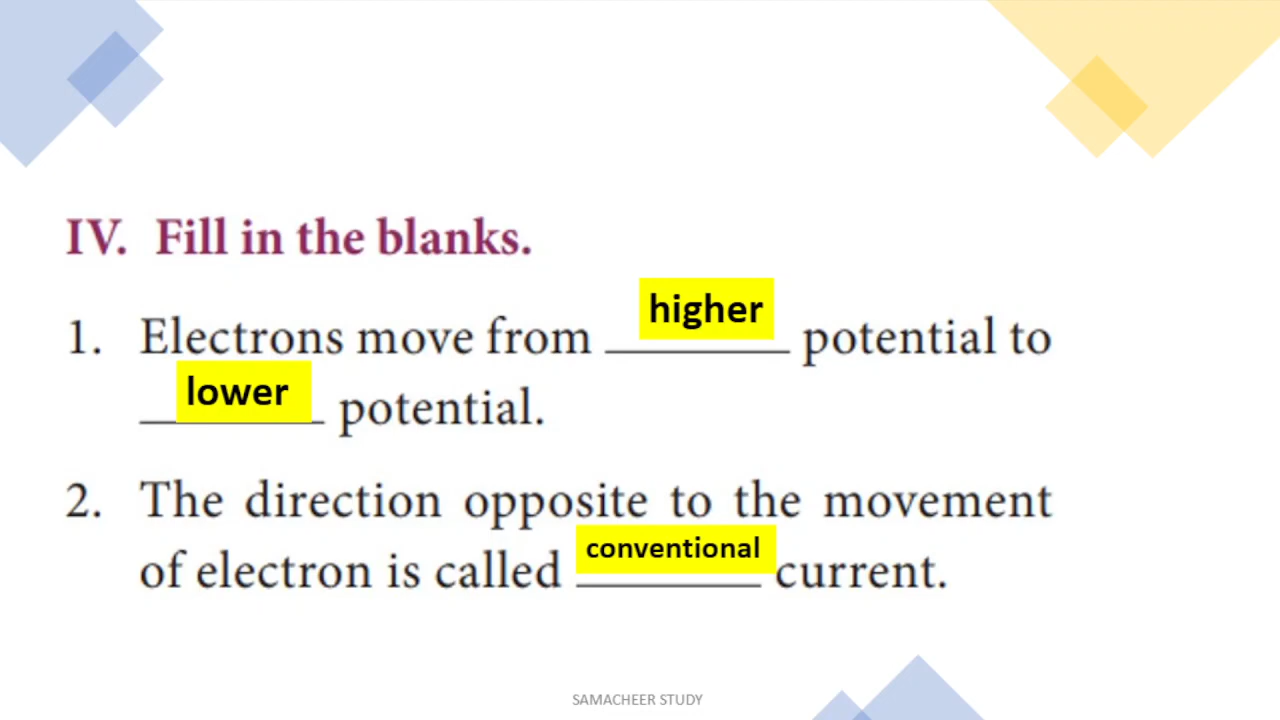 IV. Fill in the blanks.
higher
1. Electrons move from ________ potential to
lower
________ potential.
2. The direction opposite to the movement
conventional
of electron is called ________ current.
SAMACHEER STUDY